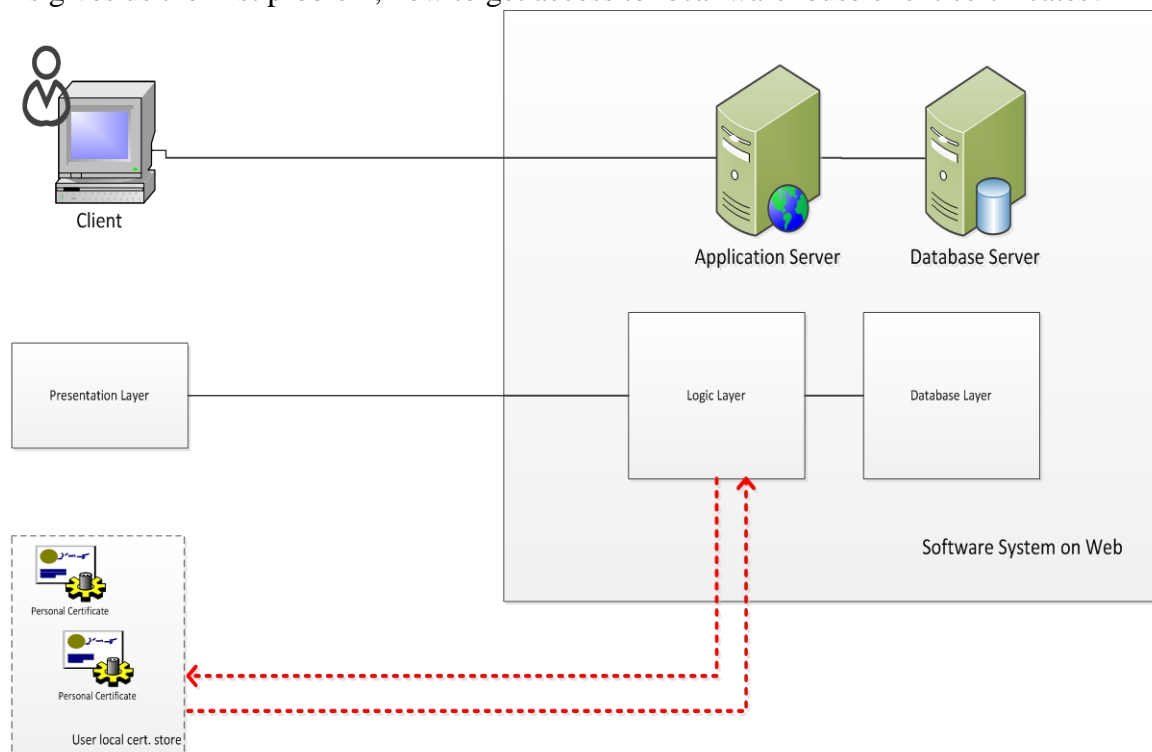 Client
Application Server
Database Server
Presentation Layer
Logic Layer
Database Layer
Software System on Web
Personal Certificate
Personal Certificate
User local cert. store